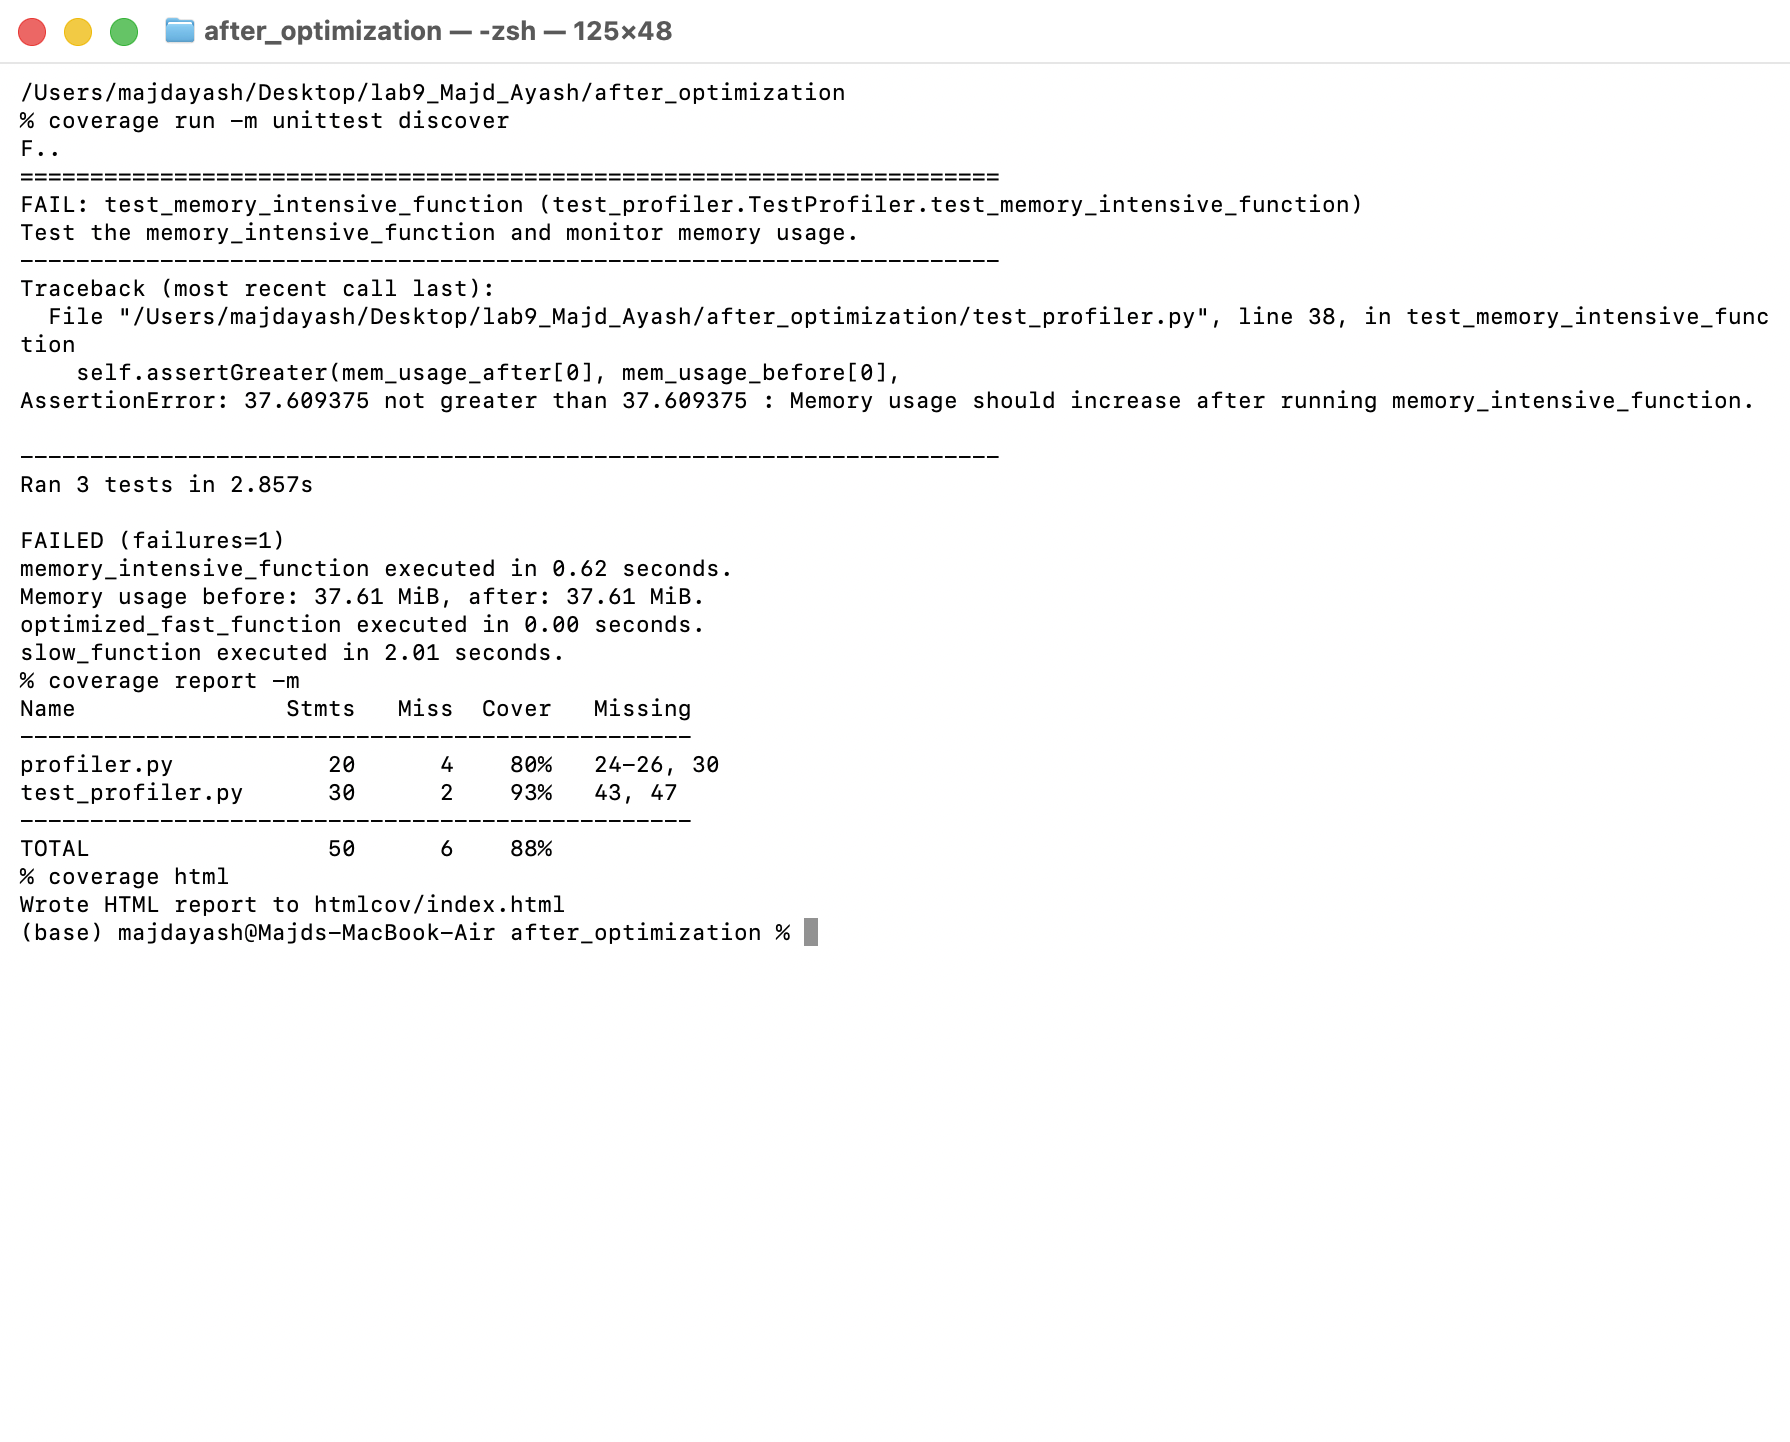 after_optimization — -zsh — 125×48
/Users/majdayash/Desktop/lab9_Majd_Ayash/after_optimization
% coverage run -m unittest discover
F..
======================================================================
FAIL: test_memory_intensive_function (test_profiler.TestProfiler.test_memory_intensive_function)
Test the memory_intensive_function and monitor memory usage.
----------------------------------------------------------------------
Traceback (most recent call last):
  File "/Users/majdayash/Desktop/lab9_Majd_Ayash/after_optimization/test_profiler.py", line 38, in test_memory_intensive_func
tion
    self.assertGreater(mem_usage_after[0], mem_usage_before[0],
AssertionError: 37.609375 not greater than 37.609375 : Memory usage should increase after running memory_intensive_function.

----------------------------------------------------------------------
Ran 3 tests in 2.857s

FAILED (failures=1)
memory_intensive_function executed in 0.62 seconds.
Memory usage before: 37.61 MiB, after: 37.61 MiB.
optimized_fast_function executed in 0.00 seconds.
slow_function executed in 2.01 seconds.
% coverage report -m
Name               Stmts   Miss  Cover   Missing
------------------------------------------------
profiler.py           20      4    80%   24-26, 30
test_profiler.py      30      2    93%   43, 47
------------------------------------------------
TOTAL                 50      6    88%
% coverage html
Wrote HTML report to htmlcov/index.html
(base) majdayash@Majds-MacBook-Air after_optimization %